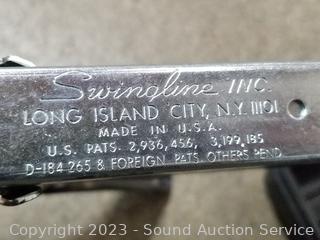 Swingline INC.
LONG ISLAND CITY, N.Y. 11101
MADE IN U.S.A.
U.S. PATS. 2,936,456, 3,199,185
D-184 265 & FOREIGN PATS. OTHERS PEND
Copyright 2023 - Sound Auction Service